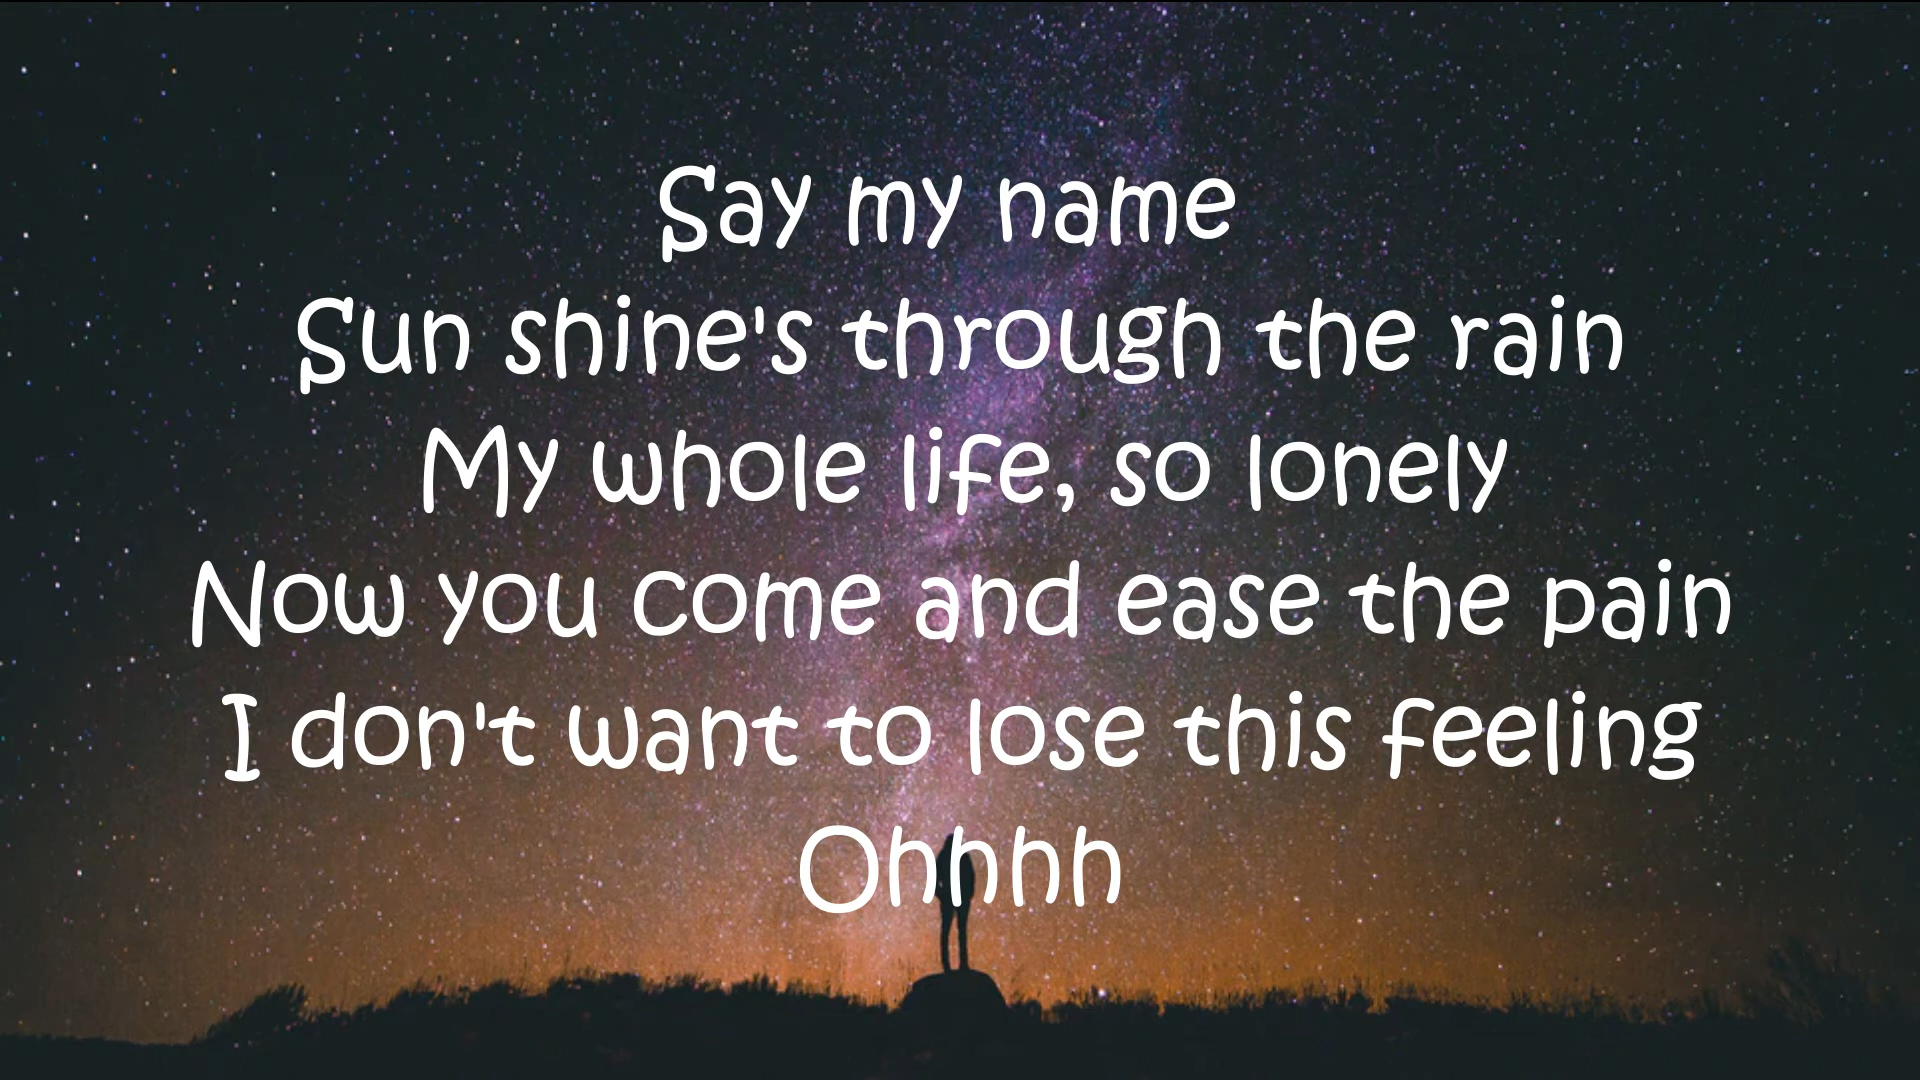 Say my name
Sun shine's through the rain
My whole life, so lonely
Now you come and ease the pain
I don't want to lose this feeling
Ohhhh